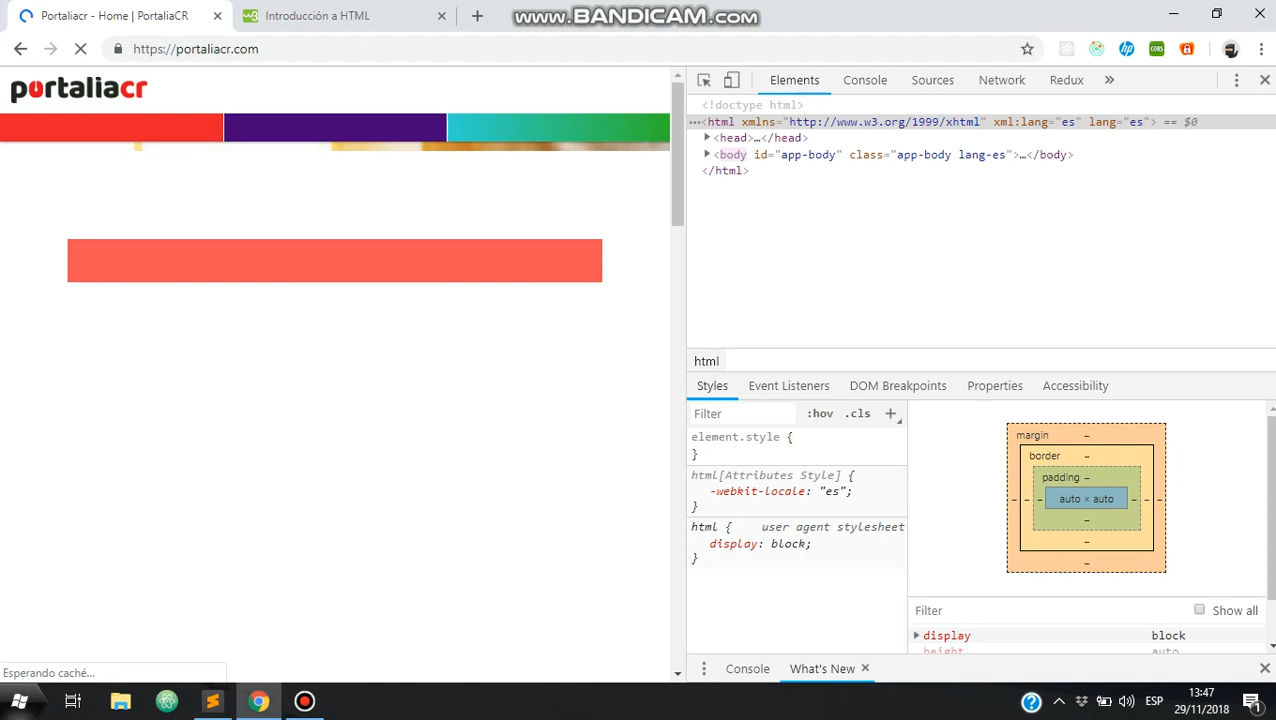 Portaliacr - Home | PortaliaCR
Introducción a HTML
www.BANDICAM.com
https://portaliacr.com
portaliacr
Elements Console Sources Network Redux
<!doctype html>
<html xmlns="http://www.w3.org/1999/xhtml" xml:lang="es" lang="es"> == $0
<head>…</head>
<body id="app-body" class="app-body lang-es">…</body>
</html>
html
Styles Event Listeners DOM Breakpoints Properties Accessibility
Filter :hov .cls +
element.style {
}
html[Attributes Style] {
-webkit-locale: "es";
}
html { user agent stylesheet
display: block;
}
margin –
border –
padding –
– – – auto × auto – – –
–
–
–
Filter Show all
display block
height auto
Esperando caché...
Console What's New
ESP
13:47
29/11/2018
1